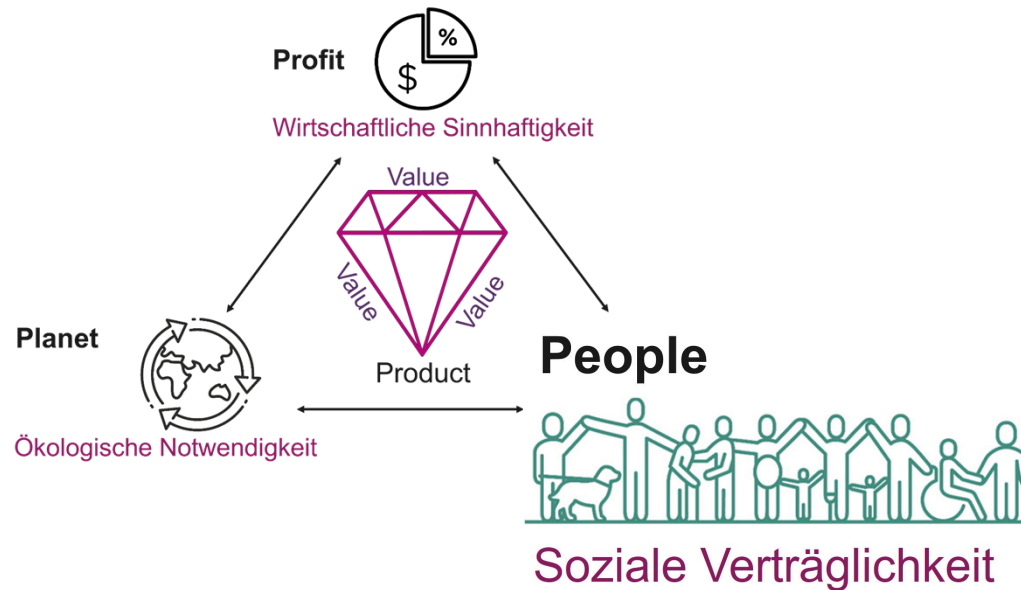 Profit
%
$
Wirtschaftliche Sinnhaftigkeit
Value
Value
Value
Product
Planet
Ökologische Notwendigkeit
People
Soziale Verträglichkeit